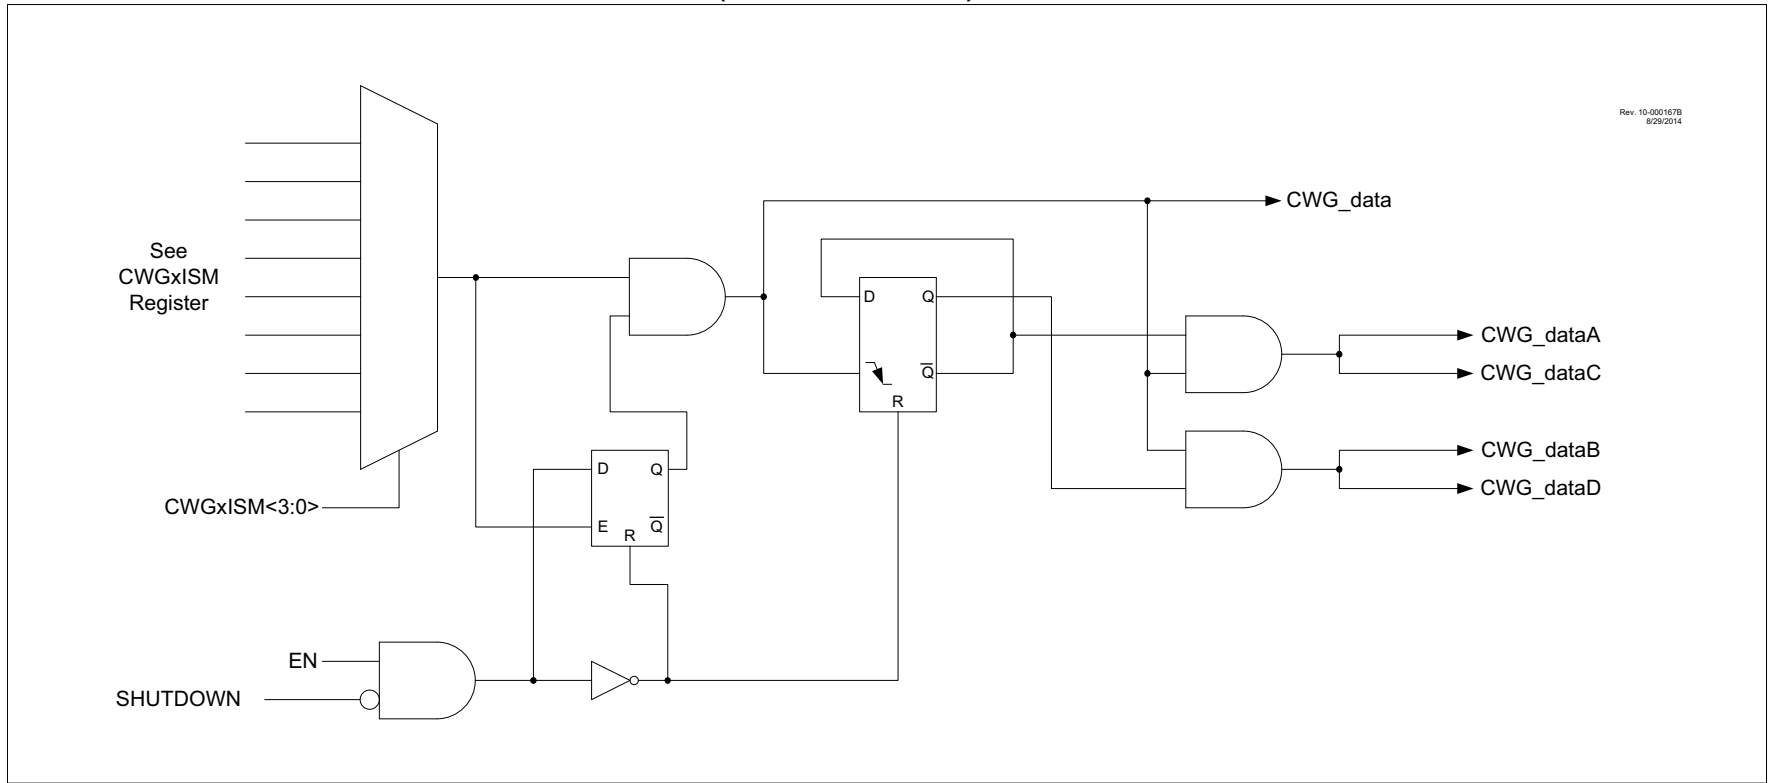 Rev. 10-000167B
8/29/2014
CWG_data
See
CWGxISM
Register
D
Q
Q
R
CWG_dataA
CWG_dataC
CWG_dataB
CWG_dataD
D
Q
E
Q
R
CWGxISM<3:0>
EN
SHUTDOWN